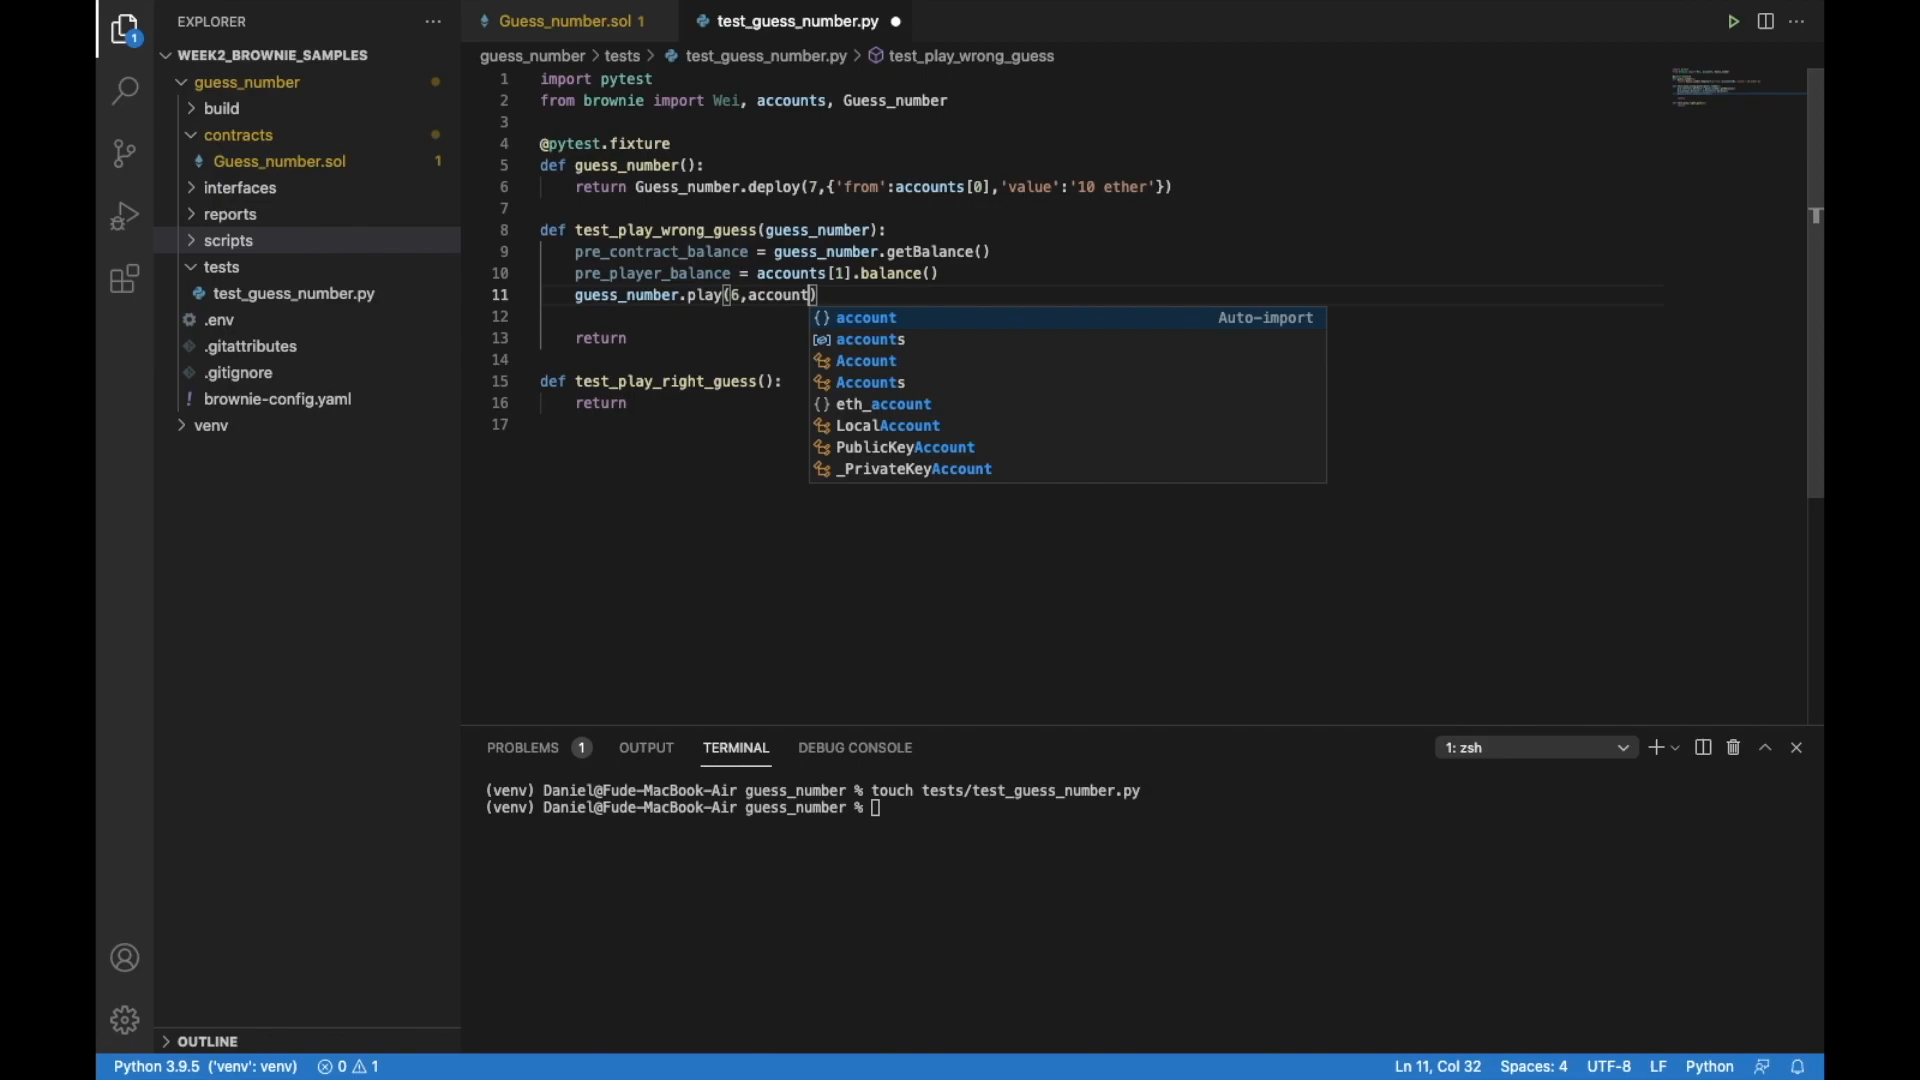 EXPLORER
WEEK2_BROWNIE_SAMPLES
guess_number
build
contracts
Guess_number.sol 1
interfaces
reports
scripts
tests
test_guess_number.py
.env
.gitattributes
.gitignore
! brownie-config.yaml
venv
OUTLINE
1
Guess_number.sol 1
test_guess_number.py ●
guess_number > tests > test_guess_number.py > test_play_wrong_guess
1 import pytest
2 from brownie import Wei, accounts, Guess_number
3
4 @pytest.fixture
5 def guess_number():
6 return Guess_number.deploy(7,{'from':accounts[0],'value':'10 ether'})
7
8 def test_play_wrong_guess(guess_number):
9 pre_contract_balance = guess_number.getBalance()
10 pre_player_balance = accounts[1].balance()
11 guess_number.play(6,account)
12
13 return
14
15 def test_play_right_guess():
16 return
17
{} account Auto-import
accounts
Account
Accounts
{} eth_account
LocalAccount
PublicKeyAccount
_PrivateKeyAccount
PROBLEMS 1 OUTPUT TERMINAL DEBUG CONSOLE 1: zsh
(venv) Daniel@Fude-MacBook-Air guess_number % touch tests/test_guess_number.py
(venv) Daniel@Fude-MacBook-Air guess_number %
Python 3.9.5 ('venv': venv) 0 1 Ln 11, Col 32 Spaces: 4 UTF-8 LF Python